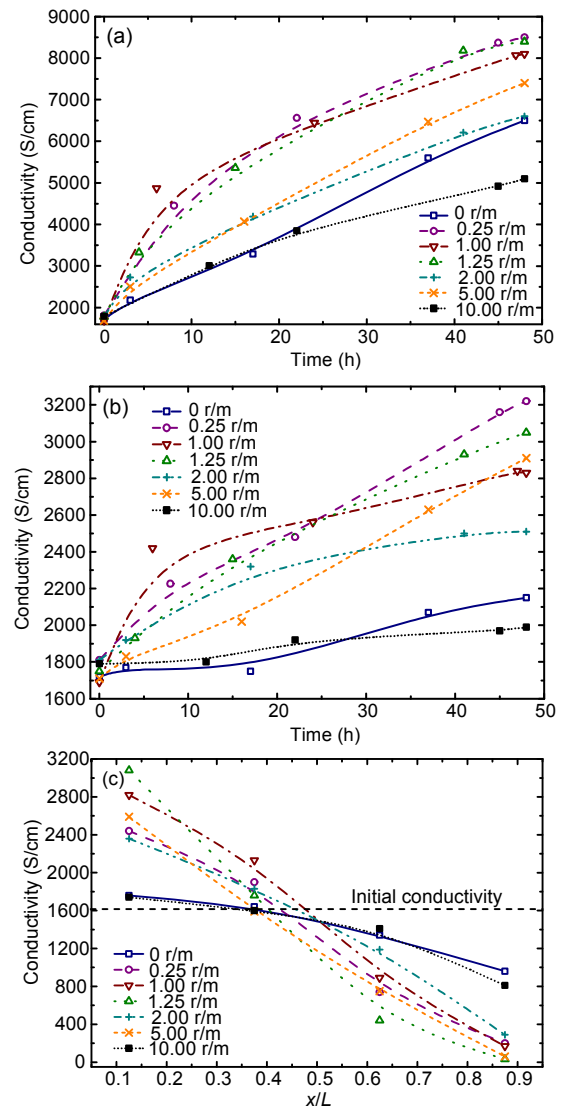 (a)
9000
8000
7000
6000
5000
4000
3000
2000
Conductivity (S/cm)
0 r/m
0.25 r/m
1.00 r/m
1.25 r/m
2.00 r/m
5.00 r/m
10.00 r/m
0 10 20 30 40 50
Time (h)
(b)
3200
3000
2800
2600
2400
2200
2000
1800
1600
Conductivity (S/cm)
0 r/m
0.25 r/m
1.00 r/m
1.25 r/m
2.00 r/m
5.00 r/m
10.00 r/m
0 10 20 30 40 50
Time (h)
(c)
3200
2800
2400
2000
1600
1200
800
400
0
Conductivity (S/cm)
Initial conductivity
0 r/m
0.25 r/m
1.00 r/m
1.25 r/m
2.00 r/m
5.00 r/m
10.00 r/m
0.1 0.2 0.3 0.4 0.5 0.6 0.7 0.8 0.9
x/L